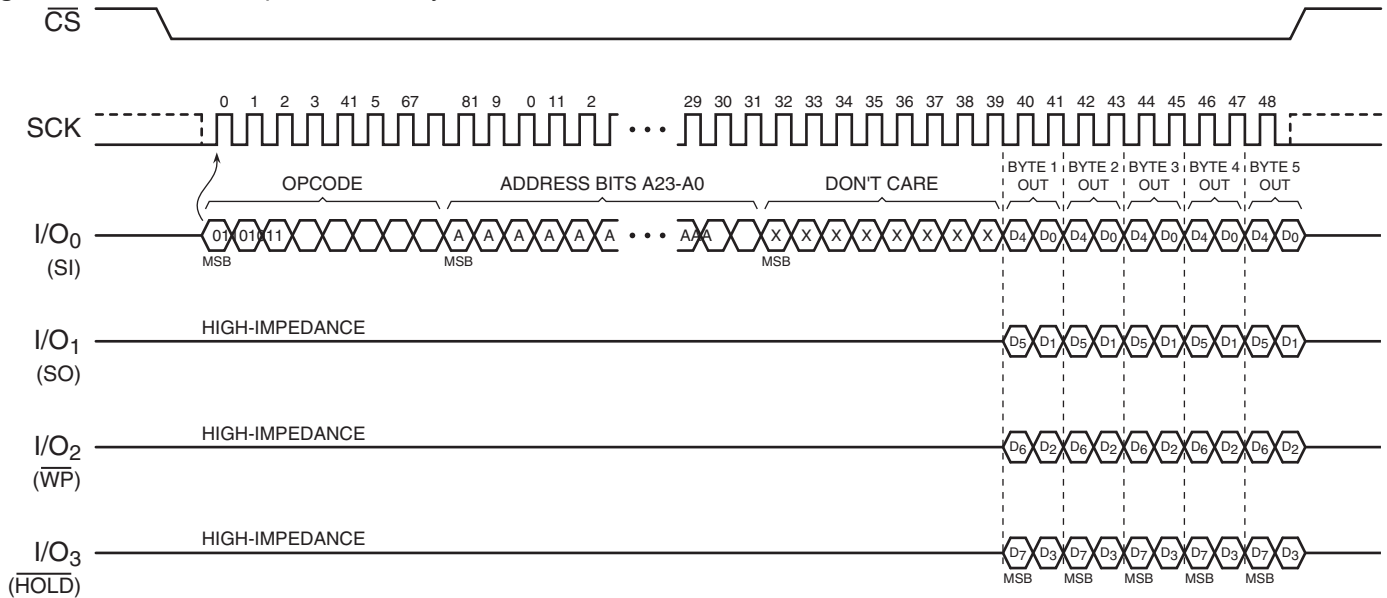 CS
0 1 2 3 41 5 67 81 9 0 11 2 29 30 31 32 33 34 35 36 37 38 39 40 41 42 43 44 45 46 47 48
SCK
OPCODE ADDRESS BITS A23-A0 DON'T CARE BYTE 1 OUT BYTE 2 OUT BYTE 3 OUT BYTE 4 OUT BYTE 5 OUT
I/O0 01 101011 A A A A A A AAA X X X X X X X X D4 D0 D4 D0 D4 D0 D4 D0 D4 D0
(SI) MSB MSB MSB
HIGH-IMPEDANCE
I/O1 D5 D1 D5 D1 D5 D1 D5 D1 D5 D1
(SO)
HIGH-IMPEDANCE
I/O2 D6 D2 D6 D2 D6 D2 D6 D2 D6 D2
(WP)
HIGH-IMPEDANCE
I/O3 D7 D3 D7 D3 D7 D3 D7 D3 D7 D3
(HOLD) MSB MSB MSB MSB MSB